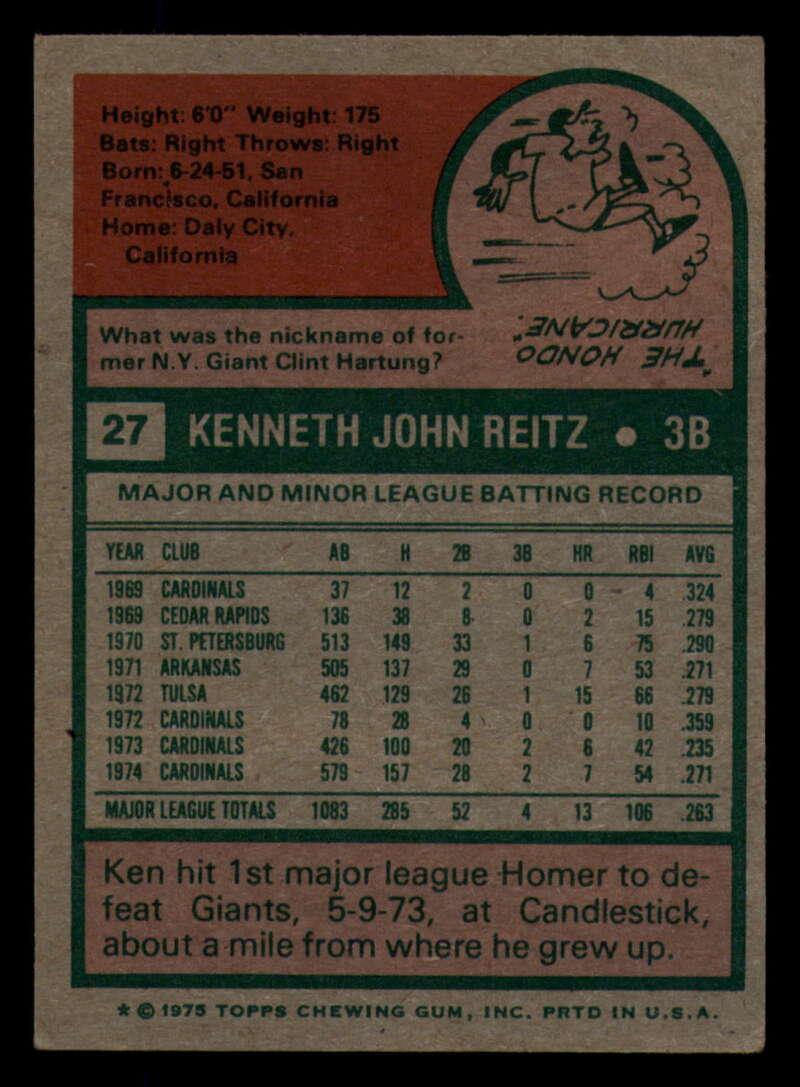 Height: 6'0" Weight: 175
Bats: Right Throws: Right
Born: 6-24-51, San
Francisco, California
Home: Daly City,
California
What was the nickname of for-
mer N.Y. Giant Clint Hartung?
"THE HONDO
HURRICANE."
27 KENNETH JOHN REITZ • 3B
MAJOR AND MINOR LEAGUE BATTING RECORD
YEAR CLUB AB H 2B 3B HR RBI AVG
1969 CARDINALS 37 12 2 0 0 4 .324
1969 CEDAR RAPIDS 136 38 8 0 2 15 .279
1970 ST. PETERSBURG 513 149 33 1 6 75 .290
1971 ARKANSAS 505 137 29 0 7 53 .271
1972 TULSA 462 129 26 1 15 66 .279
1972 CARDINALS 78 28 4 0 0 10 .359
1973 CARDINALS 426 100 20 2 6 42 .235
1974 CARDINALS 579 157 28 2 7 54 .271
MAJOR LEAGUE TOTALS 1083 285 52 4 13 106 .263
Ken hit 1st major league Homer to de-
feat Giants, 5-9-73, at Candlestick,
about a mile from where he grew up.
* © 1975 TOPPS CHEWING GUM, INC. PRTD IN U.S.A.